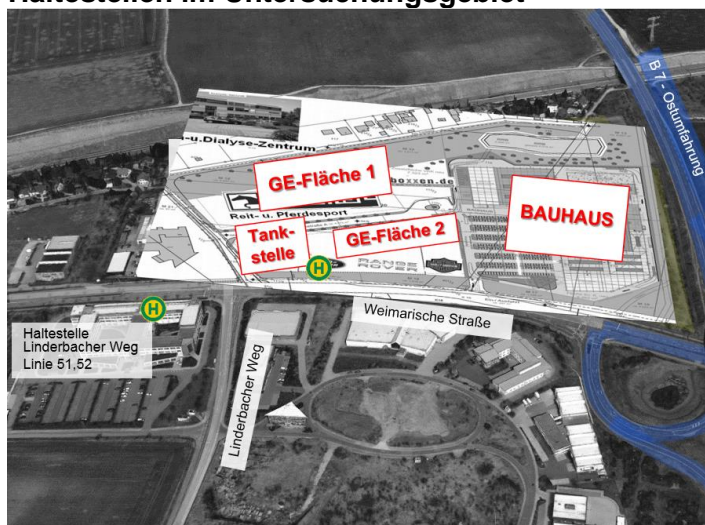 Haltestellen im Untersuchungsgebiet
B 7 - Ostumfahrung
-u.Dialyse-Zentrum
GE-Fläche 1
boxxen.de
Reit- u. Pferdesport
BAUHAUS
Tank-
stelle
GE-Fläche 2
H
RANGE
ROVER
H
Weimarische Straße
Haltestelle
Linderbacher Weg
Linie 51,52
Linderbacher Weg